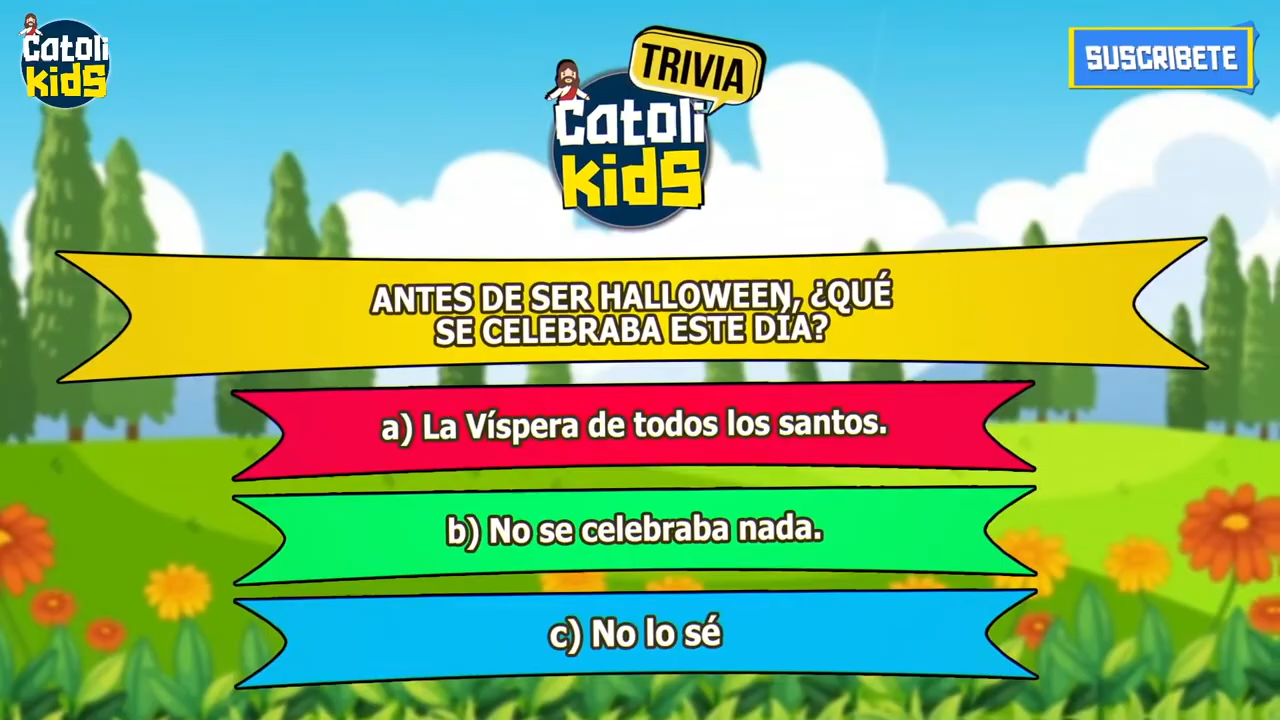 Catoli
Kids
TRIVIA
Catoli
Kids
SUSCRIBETE
ANTES DE SER HALLOWEEN, ¿QUÉ
SE CELEBRABA ESTE DÍA?
a) La Víspera de todos los santos.
b) No se celebraba nada.
c) No lo sé